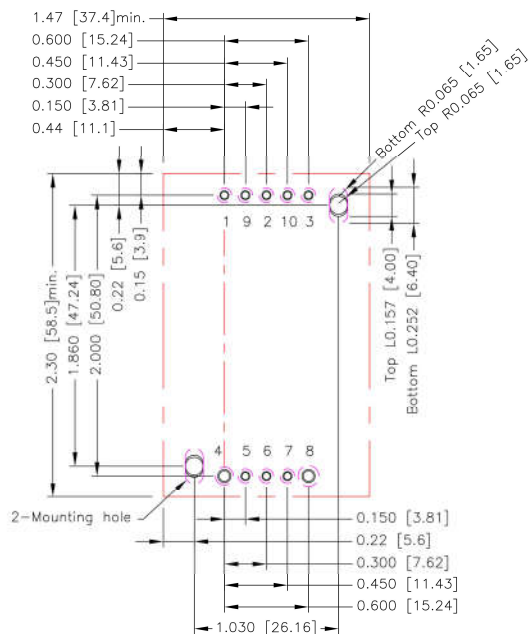 1.47 [37.4]min.
0.600 [15.24]
0.450 [11.43]
0.300 [7.62]
0.150 [3.81]
0.44 [11.1]
Bottom R0.065 [1.65]
Top R0.065 [1.65]
1 9 2 10 3
0.22 [5.6]
0.15 [3.9]
2.30 [58.5]min.
1.860 [47.24]
2.000 [50.80]
Top L0.157 [4.00]
Bottom L0.252 [6.40]
4 5 6 7 8
2-Mounting hole
0.150 [3.81]
0.22 [5.6]
0.300 [7.62]
0.450 [11.43]
0.600 [15.24]
1.030 [26.16]